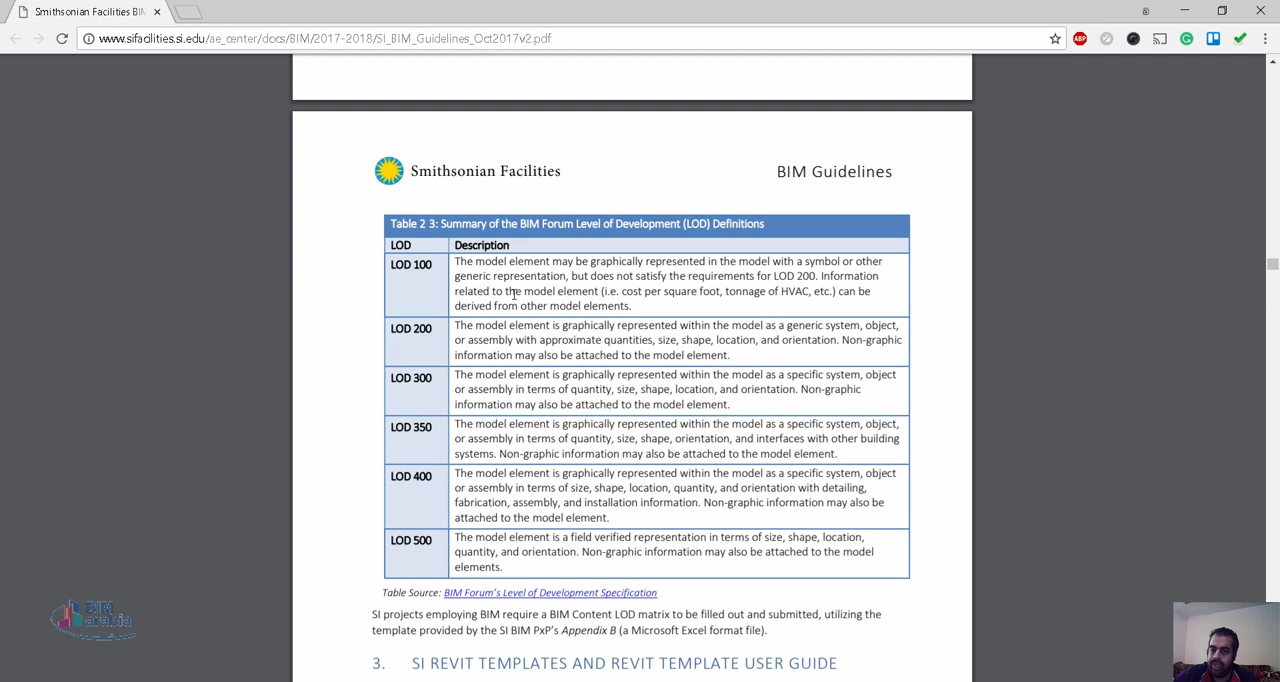 Smithsonian Facilities BIM
www.sifacilities.si.edu/ae_center/docs/BIM/2017-2018/SI_BIM_Guidelines_Oct2017v2.pdf
ABP
Smithsonian Facilities
BIM Guidelines
Table 2 3: Summary of the BIM Forum Level of Development (LOD) Definitions
LOD Description
LOD 100
The model element may be graphically represented in the model with a symbol or other
generic representation, but does not satisfy the requirements for LOD 200. Information
related to the model element (i.e. cost per square foot, tonnage of HVAC, etc.) can be
derived from other model elements.
LOD 200
The model element is graphically represented within the model as a generic system, object,
or assembly with approximate quantities, size, shape, location, and orientation. Non-graphic
information may also be attached to the model element.
LOD 300
The model element is graphically represented within the model as a specific system, object
or assembly in terms of quantity, size, shape, location, and orientation. Non-graphic
information may also be attached to the model element.
LOD 350
The model element is graphically represented within the model as a specific system, object,
or assembly in terms of quantity, size, shape, orientation, and interfaces with other building
systems. Non-graphic information may also be attached to the model element.
LOD 400
The model element is graphically represented within the model as a specific system, object
or assembly in terms of size, shape, location, quantity, and orientation with detailing,
fabrication, assembly, and installation information. Non-graphic information may also be
attached to the model element.
LOD 500
The model element is a field verified representation in terms of size, shape, location,
quantity, and orientation. Non-graphic information may also be attached to the model
elements.
Table Source: BIM Forum's Level of Development Specification
SI projects employing BIM require a BIM Content LOD matrix to be filled out and submitted, utilizing the
template provided by the SI BIM PxP's Appendix B (a Microsoft Excel format file).
3. SI REVIT TEMPLATES AND REVIT TEMPLATE USER GUIDE
BIM
arabia